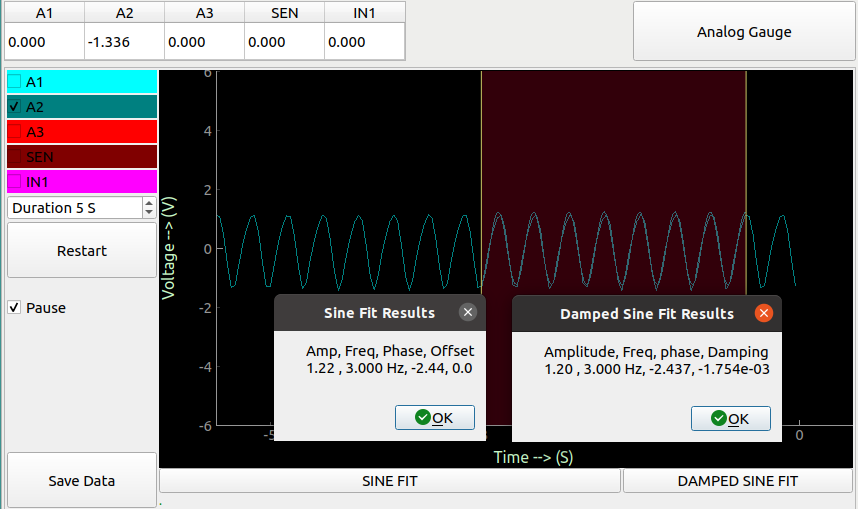 A1 A2 A3 SEN IN1
0.000 -1.336 0.000 0.000 0.000
Analog Gauge
A1
A2
A3
SEN
IN1
Duration 5 S
Restart
Pause
Save Data
6
4
2
0
-2
-4
-6
Voltage --> (V)
Sine Fit Results
Amp, Freq, Phase, Offset
1.22 , 3.000 Hz, -2.44, 0.0
OK
Damped Sine Fit Results
Amplitude, Freq, phase, Damping
1.20 , 3.000 Hz, -2.437, -1.754e-03
OK
0
Time --> (S)
SINE FIT
DAMPED SINE FIT